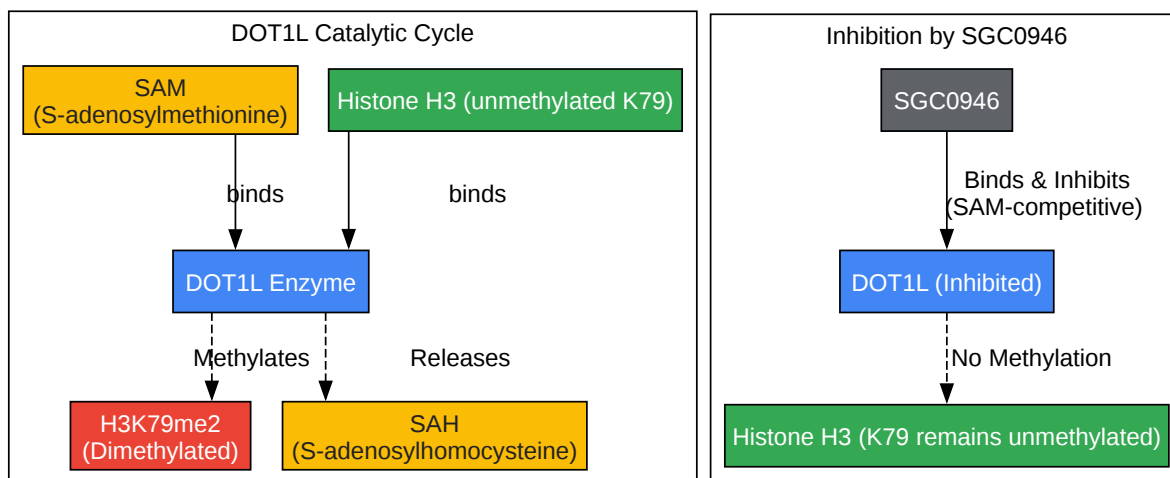 DOT1L Catalytic Cycle
SAM
(S-adenosylmethionine)
Histone H3 (unmethylated K79)
binds
binds
DOT1L Enzyme
Methylates
Releases
H3K79me2
(Dimethylated)
SAH
(S-adenosylhomocysteine)
Inhibition by SGC0946
SGC0946
Binds & Inhibits
(SAM-competitive)
DOT1L (Inhibited)
No Methylation
Histone H3 (K79 remains unmethylated)